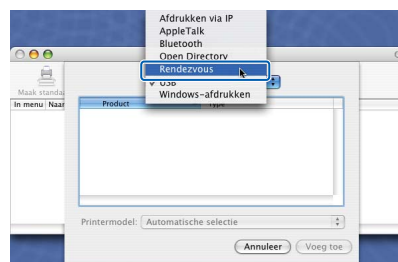 Afdrukken via IP
AppleTalk
Bluetooth
Open Directory
Rendezvous
✓ USB
Windows-afdrukken
Maak standa
In menu Naar
Product Type
Printermodel: Automatische selectie
Annuleer Voeg toe